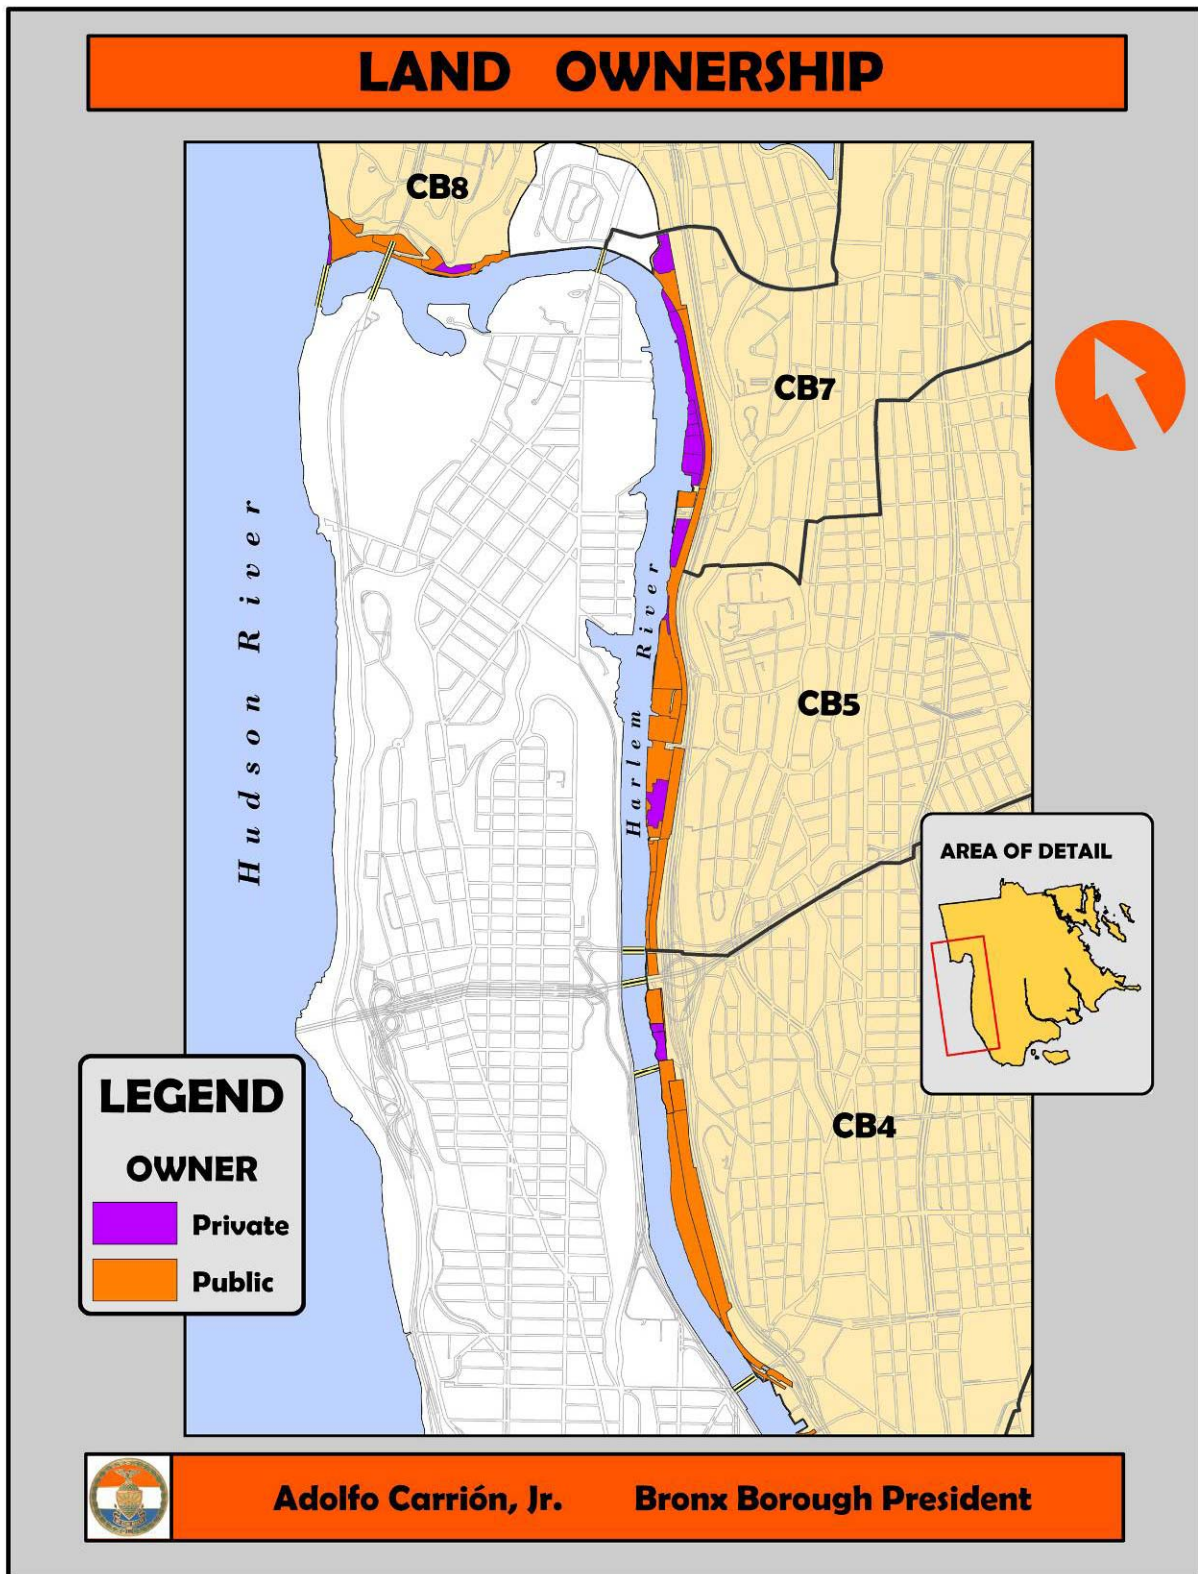 LAND OWNERSHIP
CB8
CB7
Hudson River
Harlem River
CB5
AREA OF DETAIL
CB4
LEGEND
OWNER
Private
Public
Adolfo Carrión, Jr. Bronx Borough President